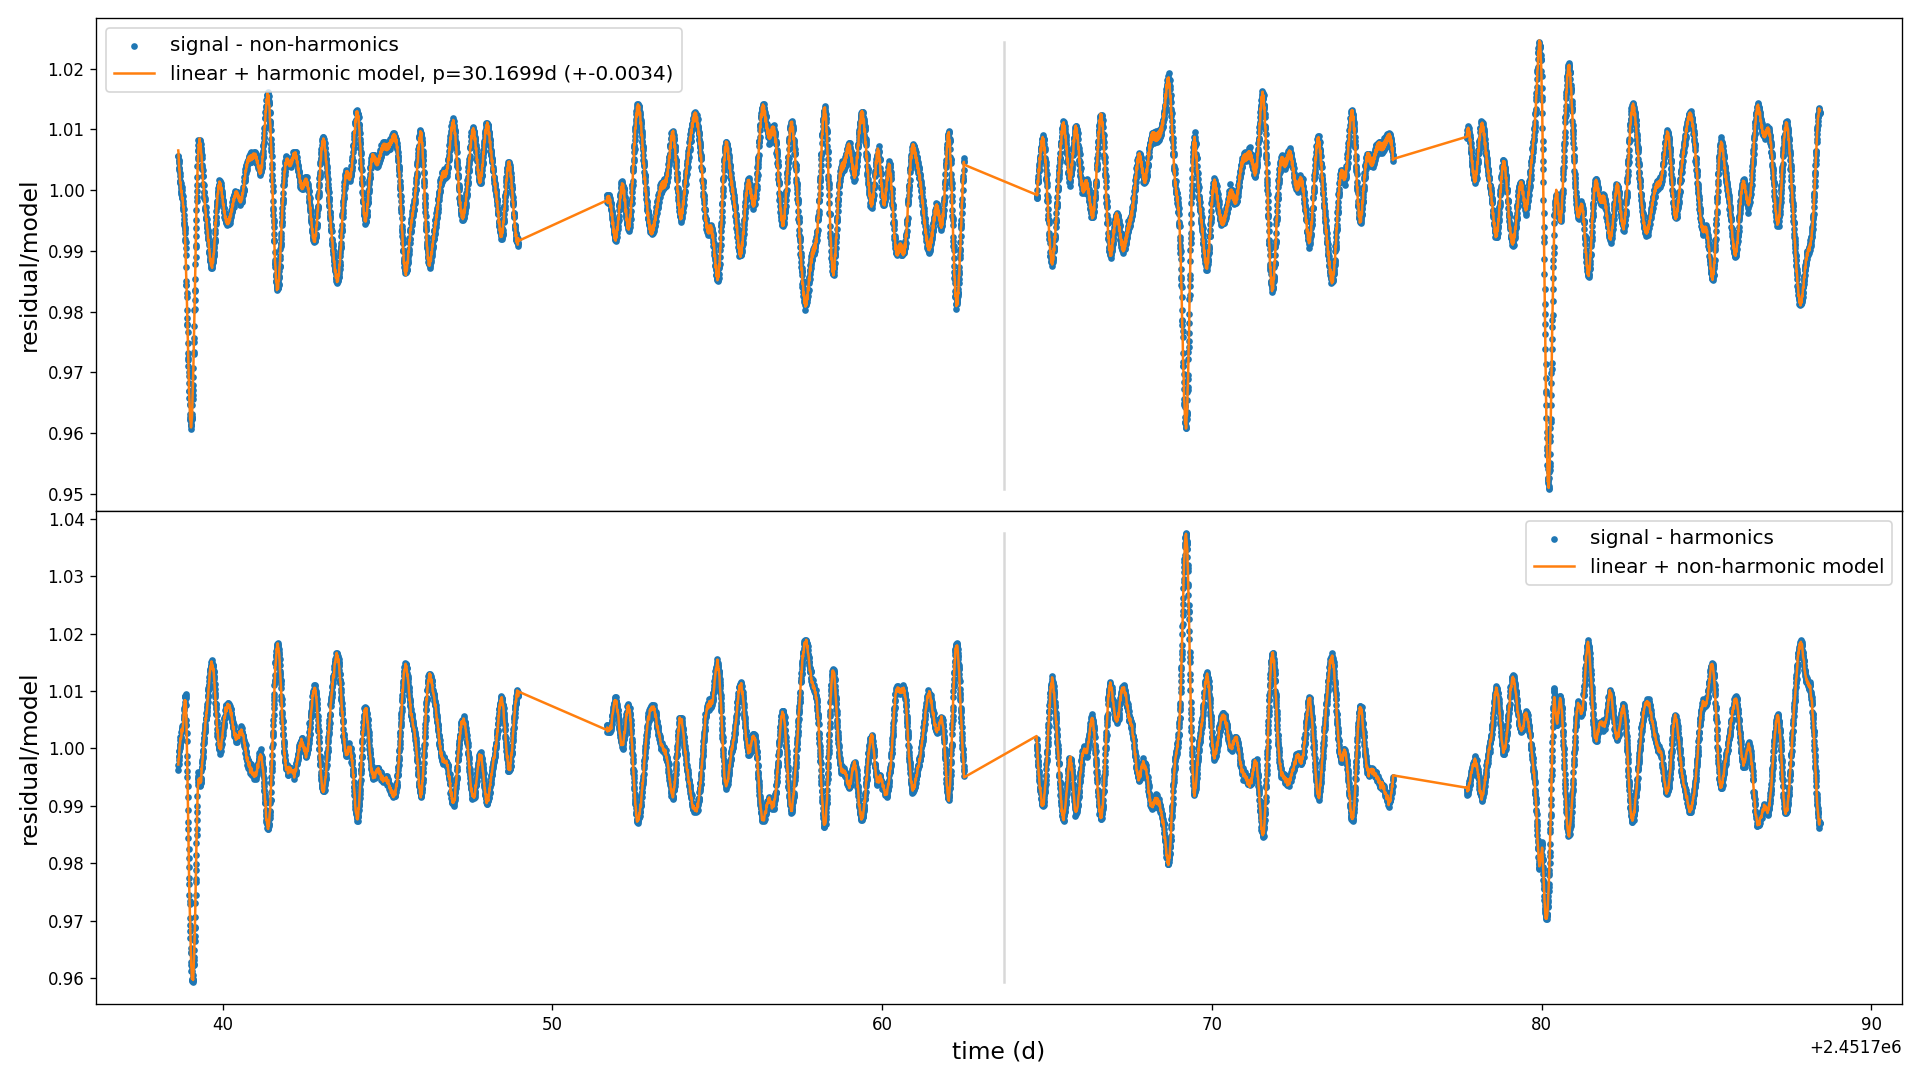 signal - non-harmonics
linear + harmonic model, p=30.1699d (+-0.0034)
residual/model
1.02
1.01
1.00
0.99
0.98
0.97
0.96
0.95
signal - harmonics
linear + non-harmonic model
residual/model
1.04
1.03
1.02
1.01
1.00
0.99
0.98
0.97
0.96
40 50 60 70 80 90
time (d)
+2.4517e6